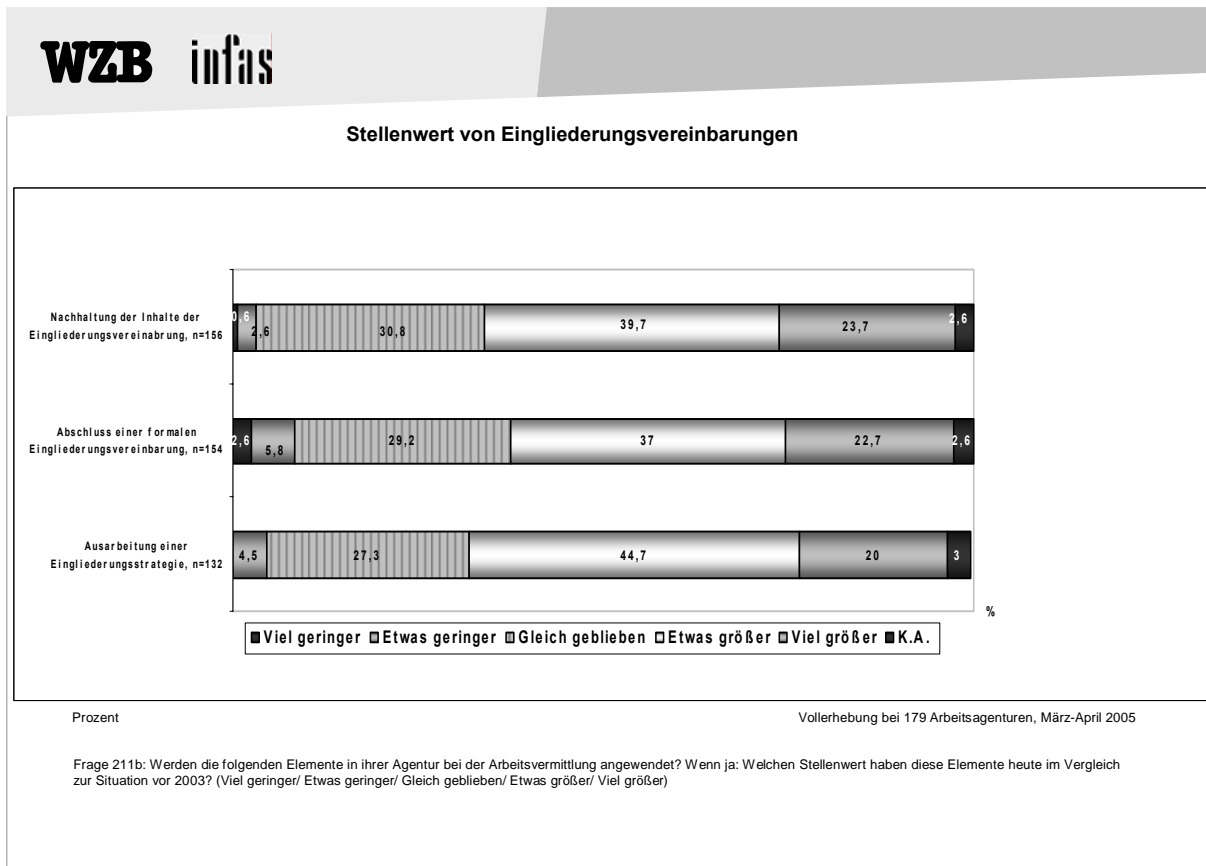 WZB infas
Stellenwert von Eingliederungsvereinbarungen
Nachhaltung der Inhalte der
Eingliederungsvereinabrung, n=156
0,6
2,6
30,8
39,7
23,7
2,6
Abschluss einer formalen
Eingliederungsvereinbarung, n=154
2,6
5,8
29,2
37
22,7
2,6
Ausarbeitung einer
Eingliederungsstrategie, n=132
4,5
27,3
44,7
20
3
%
Viel geringer Etwas geringer Gleich geblieben Etwas größer Viel größer K.A.
Prozent
Vollerhebung bei 179 Arbeitsagenturen, März-April 2005
Frage 211b: Werden die folgenden Elemente in ihrer Agentur bei der Arbeitsvermittlung angewendet? Wenn ja: Welchen Stellenwert haben diese Elemente heute im Vergleich
zur Situation vor 2003? (Viel geringer/ Etwas geringer/ Gleich geblieben/ Etwas größer/ Viel größer)